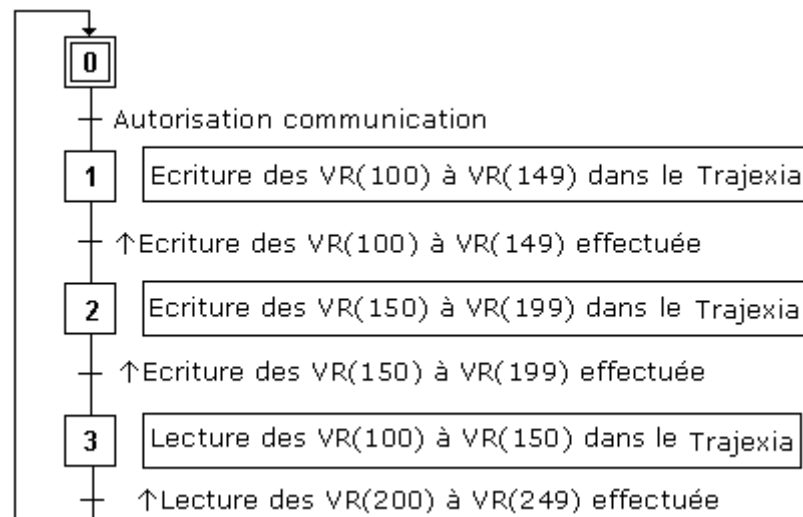 0
Autorisation communication
1 Ecriture des VR(100) à VR(149) dans le Trajexia
↑Ecriture des VR(100) à VR(149) effectuée
2 Ecriture des VR(150) à VR(199) dans le Trajexia
↑Ecriture des VR(150) à VR(199) effectuée
3 Lecture des VR(100) à VR(150) dans le Trajexia
↑Lecture des VR(200) à VR(249) effectuée